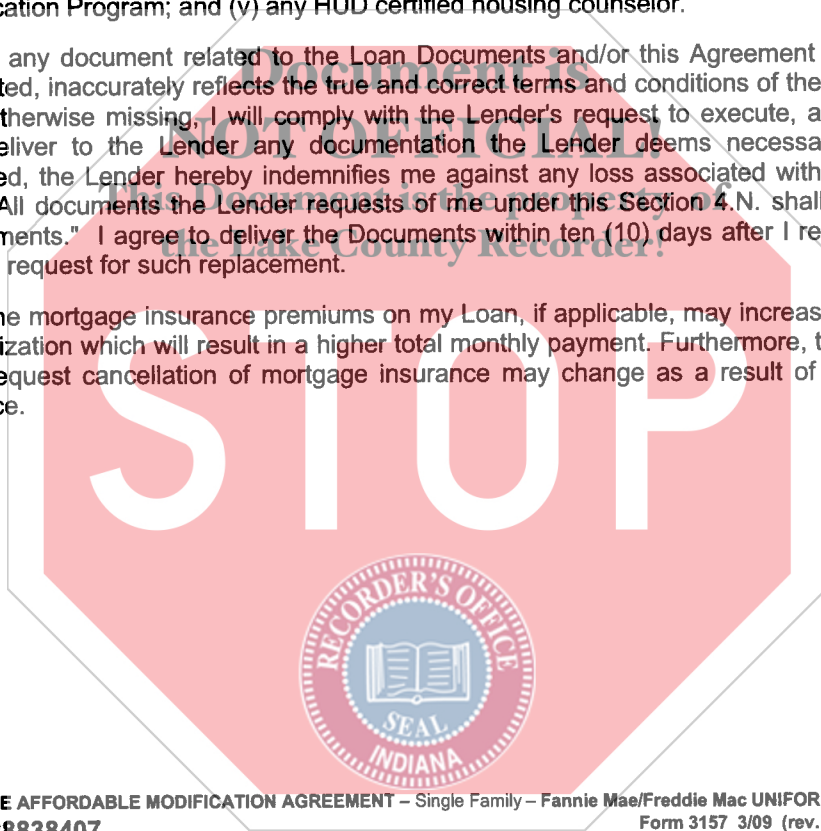 cation Program; and (v) any HUD certified housing counselor.
any document related to the Loan Documents and/or this Agreement
ted, inaccurately reflects the true and correct terms and conditions of the
therwise missing, I will comply with the Lender's request to execute, a
eliver to the Lender any documentation the Lender deems necessa
ed, the Lender hereby indemnifies me against any loss associated with
All documents the Lender requests of me under this Section 4.N. shall
ments." I agree to deliver the Documents within ten (10) days after I re
request for such replacement.
ne mortgage insurance premiums on my Loan, if applicable, may increas
ization which will result in a higher total monthly payment. Furthermore, t
equest cancellation of mortgage insurance may change as a result of
ce.
Document is
NOT OFFICIAL!
This Document is the property of
the Lake County Recorder!
STOP
RECORDER'S OFFICE
SEAL
INDIANA
E AFFORDABLE MODIFICATION AGREEMENT – Single Family – Fannie Mae/Freddie Mac UNIFOR
8838407
Form 3157 3/09 (rev.